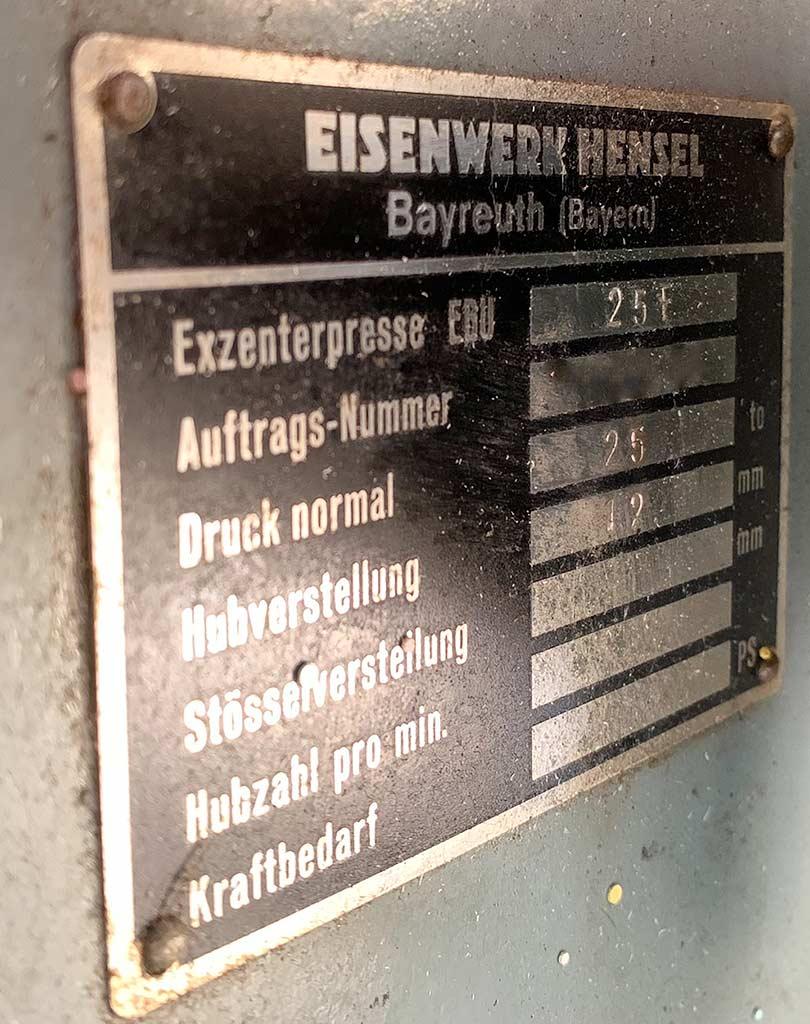 EISENWERK HENSEL
Bayreuth (Bayern)
Exzenterpresse EBU 25F
Auftrags-Nummer
Druck normal 25 to
Hubverstellung 12 mm
Stösselverstellung mm
Hubzahl pro min.
Kraftbedarf PS